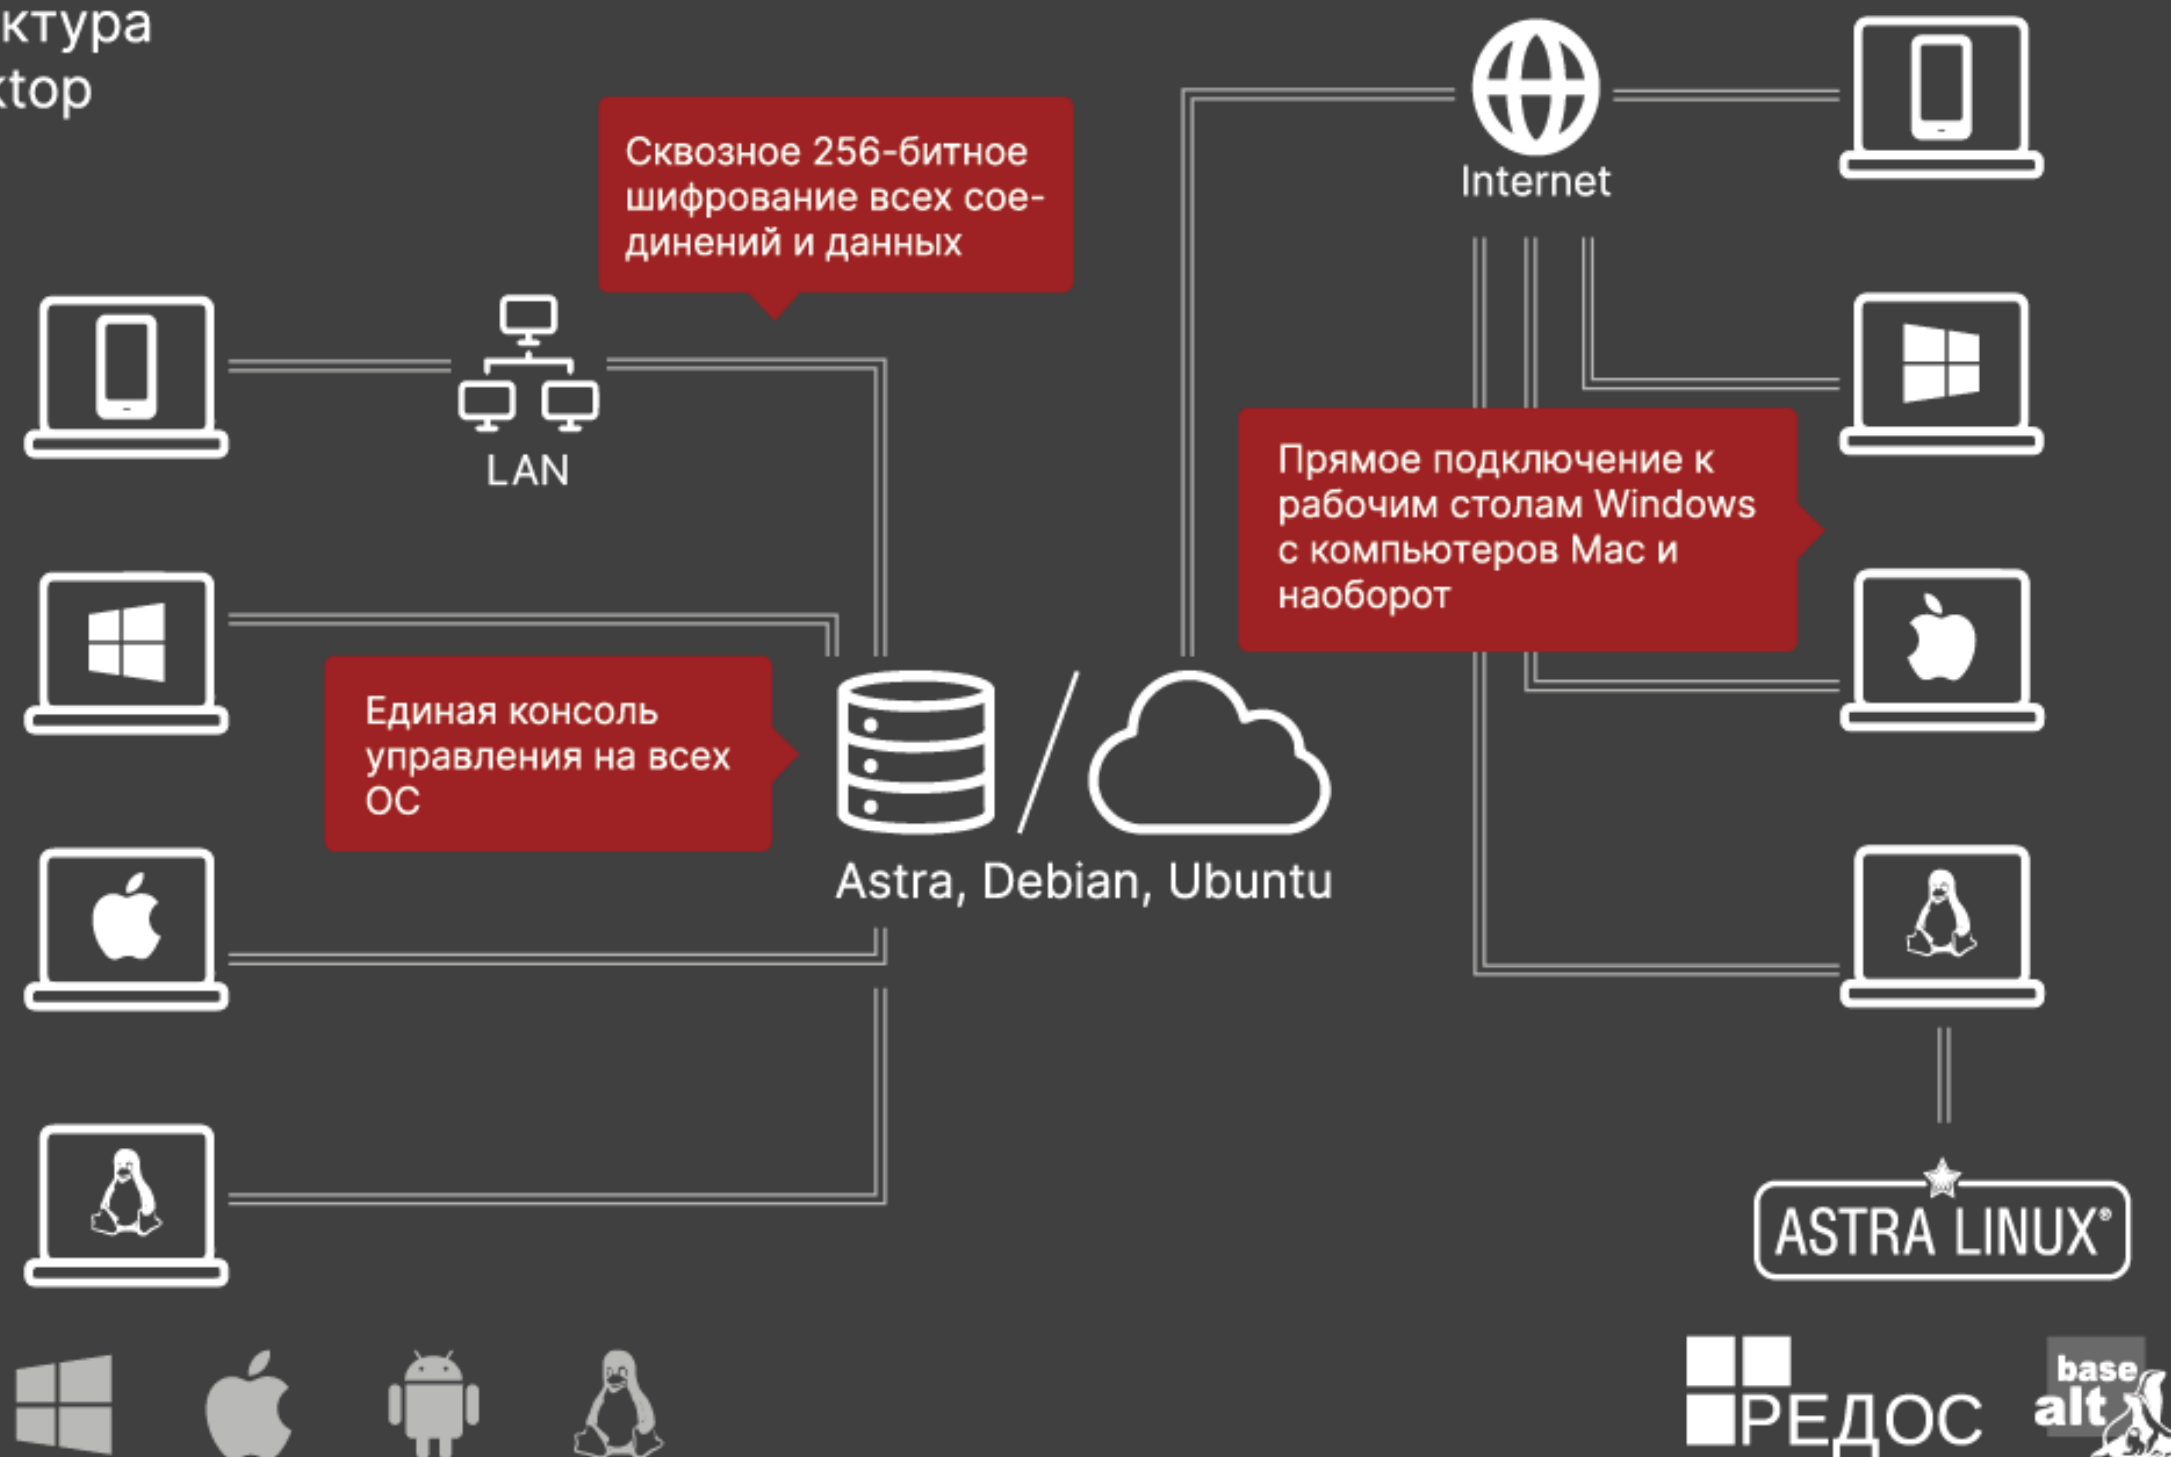 ктура
ktop
Сквозное 256-битное
шифрование всех сое-
динений и данных
Internet
LAN
Прямое подключение к
рабочим столам Windows
с компьютеров Mac и
наоборот
Единая консоль
управления на всех
ОС
Astra, Debian, Ubuntu
ASTRA LINUX®
РЕДОС
base
alt